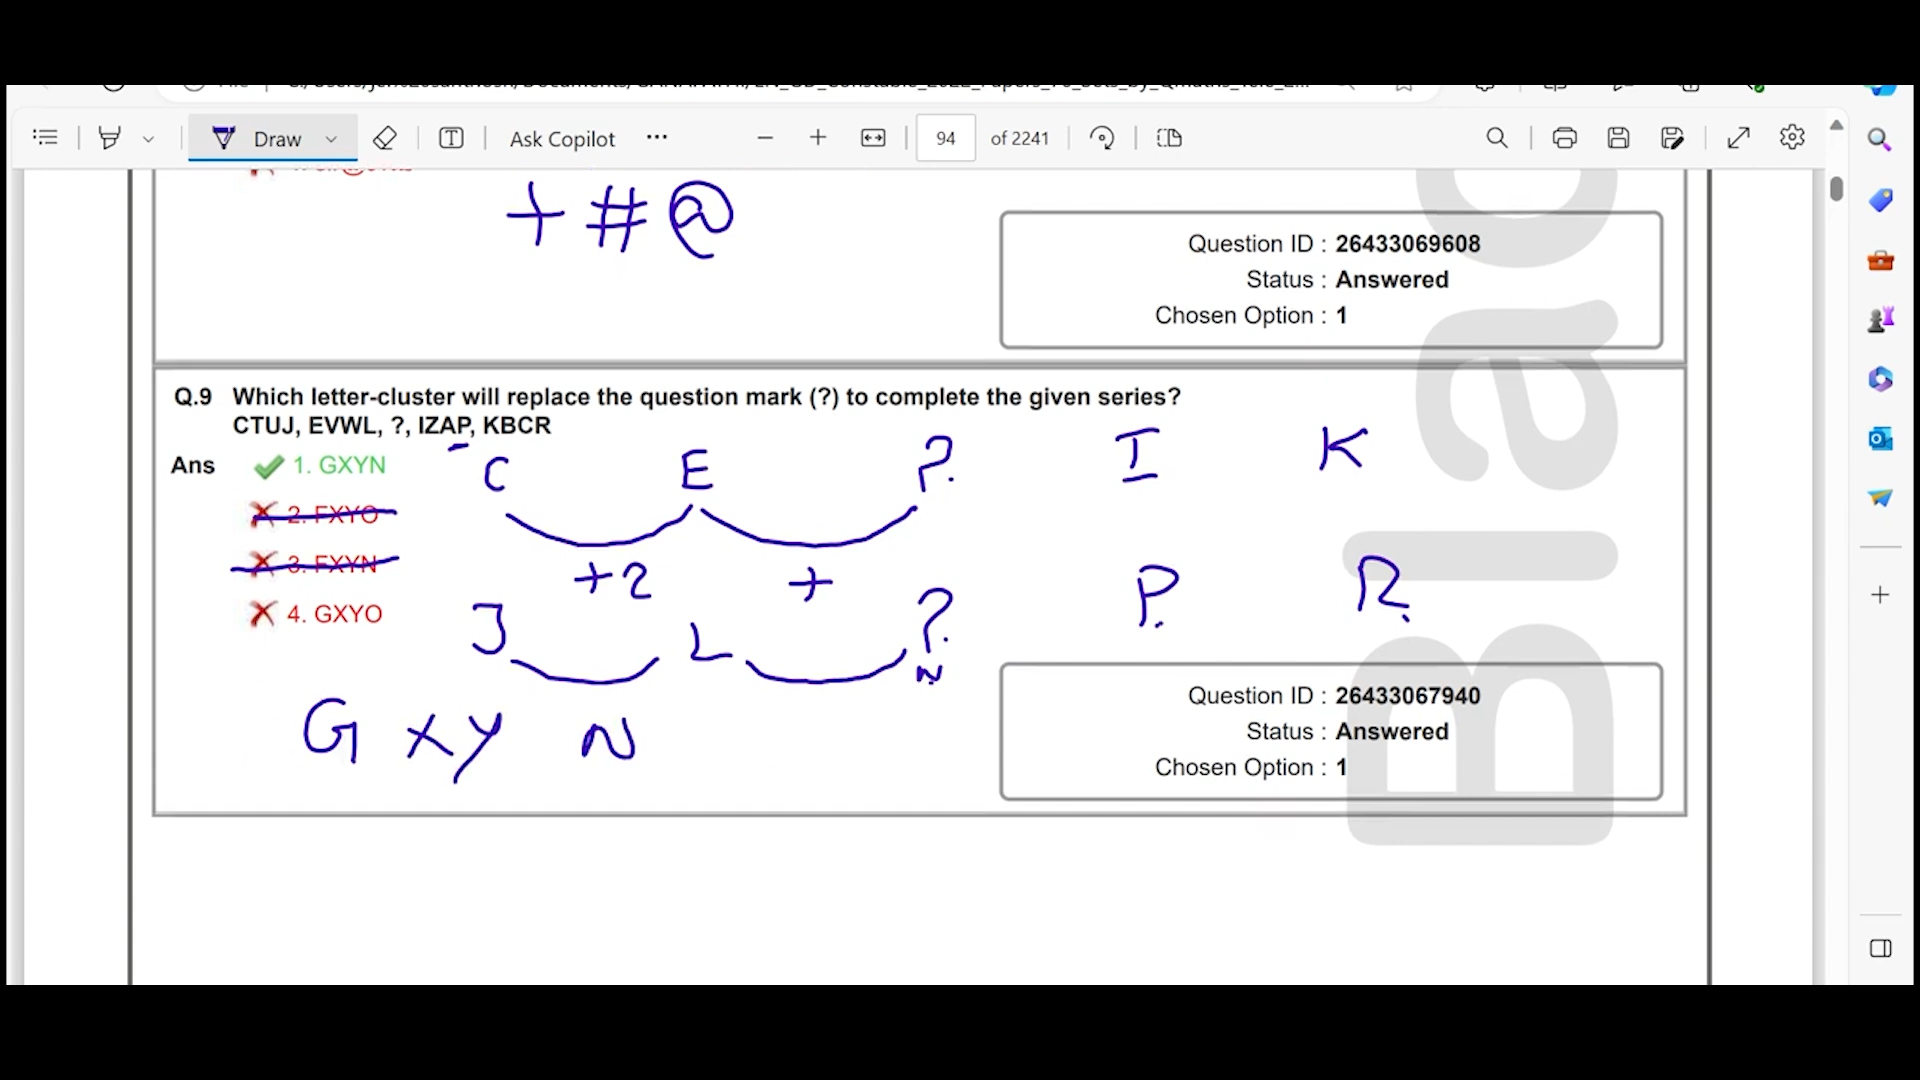 Draw
Ask Copilot
94 of 2241
+ # @
Question ID : 26433069608
Status : Answered
Chosen Option : 1
Q.9 Which letter-cluster will replace the question mark (?) to complete the given series?
CTUJ, EVWL, ?, IZAP, KBCR
Ans 1. GXYN
2. FXYO
3. FXYN
4. GXYO
C E ? I K
+2 +
J L ? P. R.
N
G X Y N
Question ID : 26433067940
Status : Answered
Chosen Option : 1
Blac